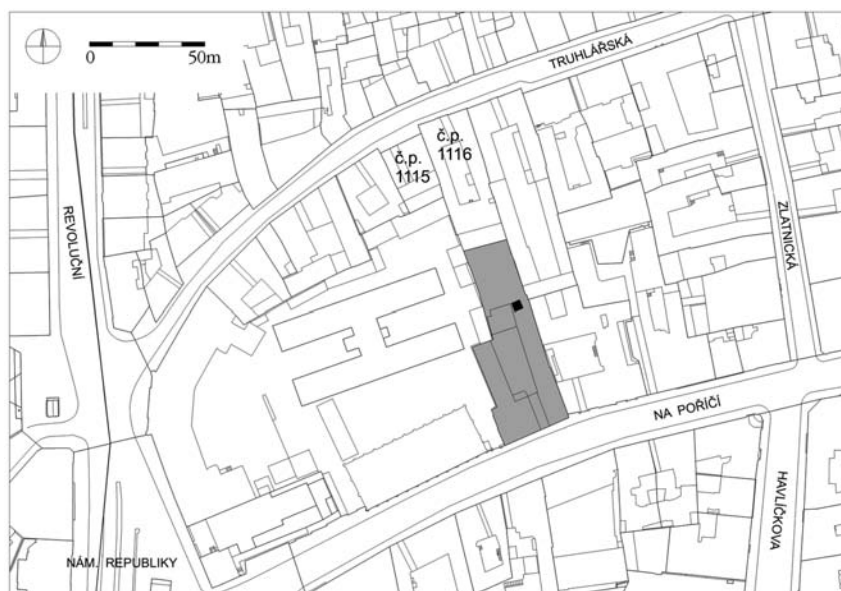 0 50m
TRUHLÁŘSKÁ
č.p.
1116
č.p.
1115
REVOLUČNÍ
ZLATNICKÁ
NA POŘÍČÍ
HAVLÍČKOVA
NÁM. REPUBLIKY